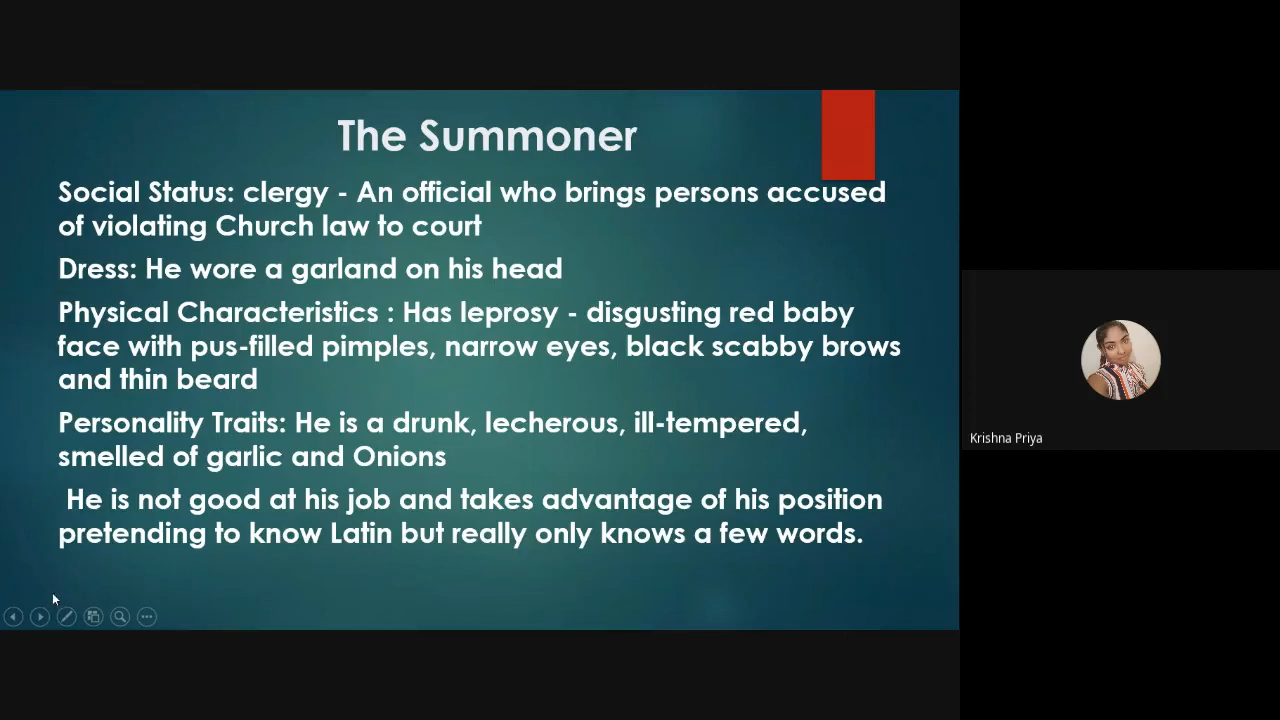 The Summoner
Social Status: clergy - An official who brings persons accused
of violating Church law to court
Dress: He wore a garland on his head
Physical Characteristics : Has leprosy - disgusting red baby
face with pus-filled pimples, narrow eyes, black scabby brows
and thin beard
Personality Traits: He is a drunk, lecherous, ill-tempered,
smelled of garlic and Onions
He is not good at his job and takes advantage of his position
pretending to know Latin but really only knows a few words.
Krishna Priya